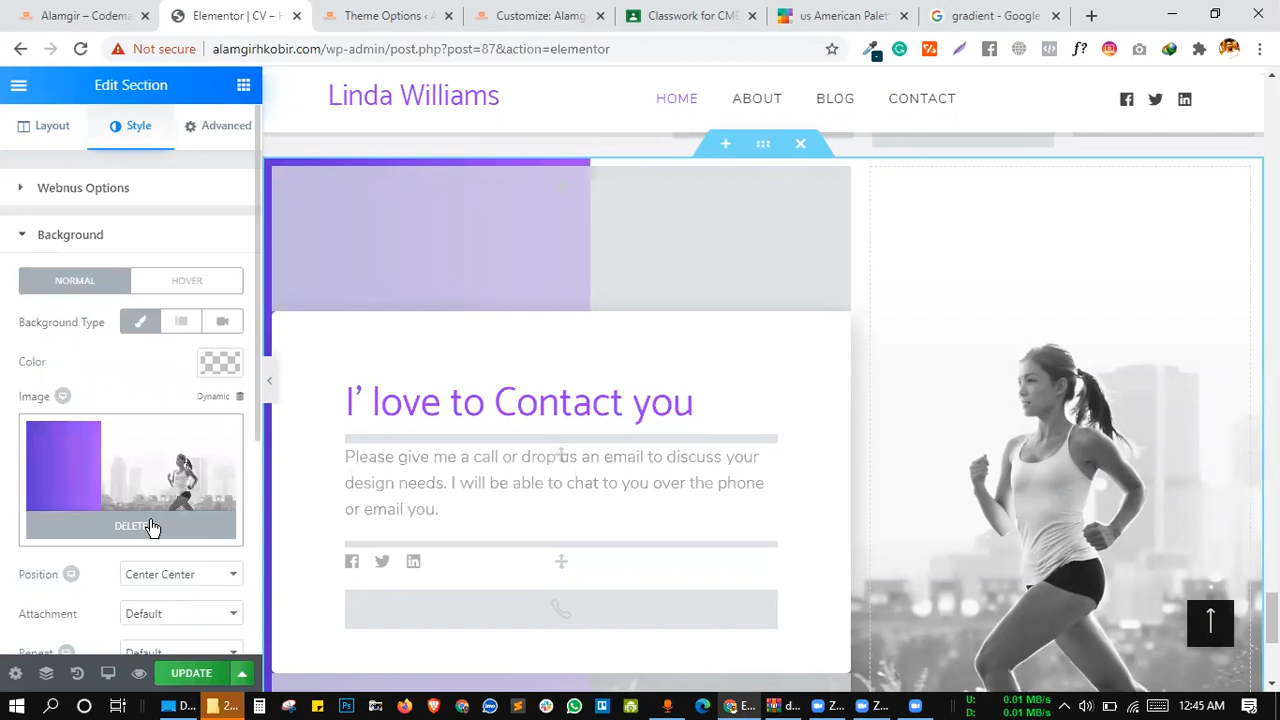 Alamgir – Codema
Elementor | CV – H
Theme Options ‹ A
Customize: Alamg
Classwork for CME
us American Palet
gradient - Google
Not secure
alamgirhkobir.com/wp-admin/post.php?post=87&action=elementor
Edit Section
Layout
Style
Advanced
Webnus Options
Background
NORMAL
HOVER
Background Type
Color
Image
Dynamic
DELETE
Position
Center Center
Attachment
Default
Repeat
Default
UPDATE
Linda Williams
HOME
ABOUT
BLOG
CONTACT
I’ love to Contact you
Please give me a call or drop us an email to discuss your
design needs. I will be able to chat to you over the phone
or email you.
D...
2...
E...
d...
Z...
Z...
U: 0.01 MB/s
D: 0.01 MB/s
12:45 AM